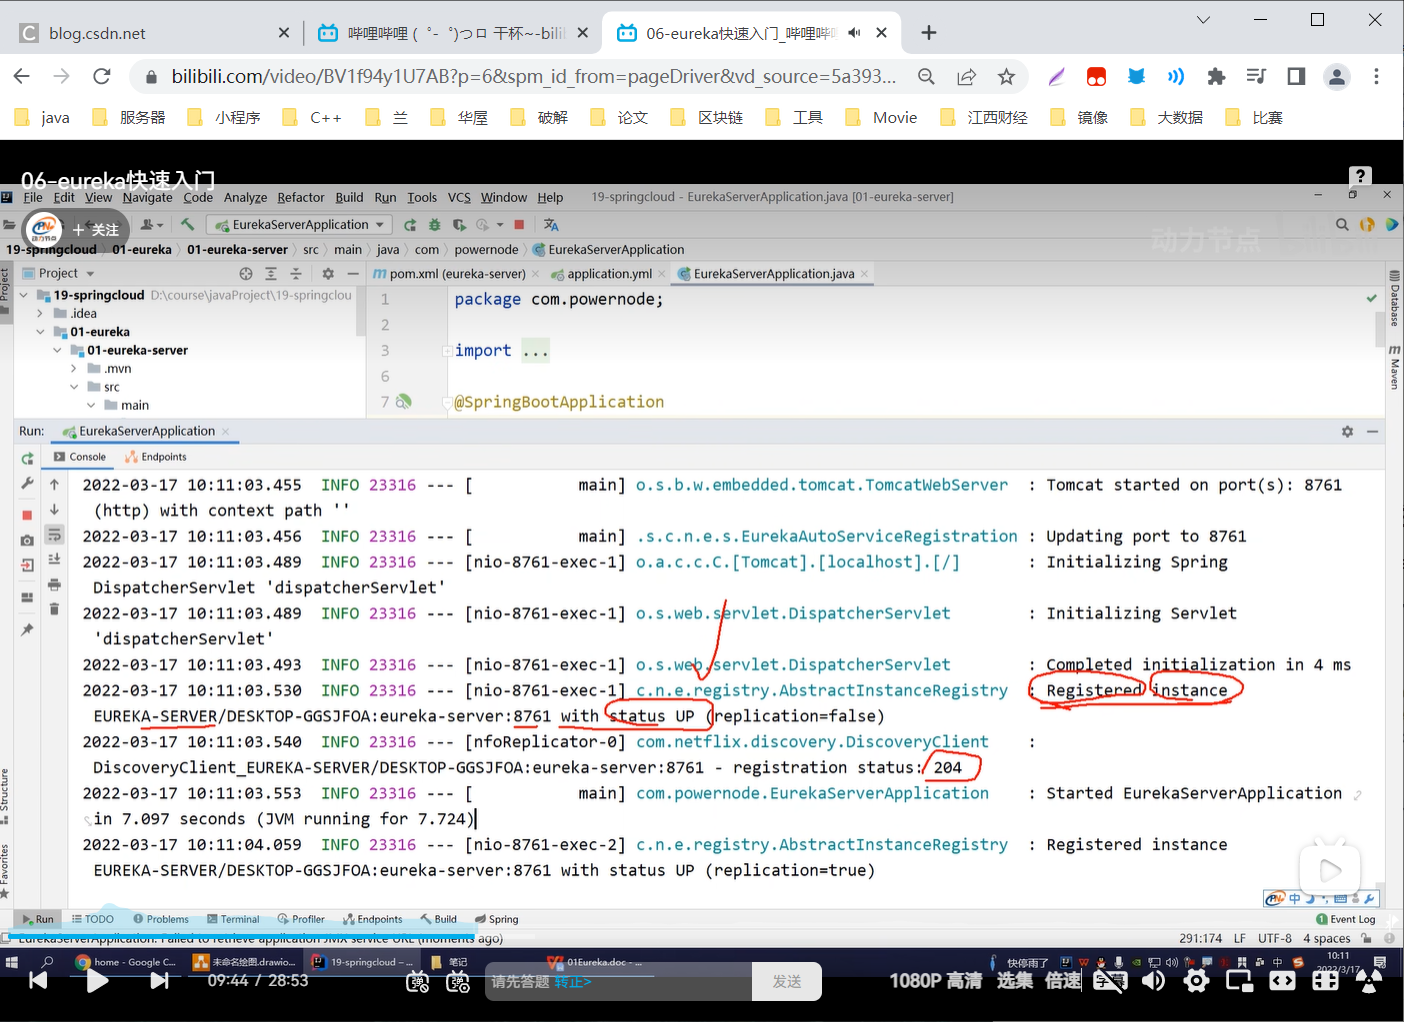 blog.csdn.net
哔哩哔哩 (゜-゜)つロ 干杯~-bili
06-eureka快速入门_哔哩哔哩
bilibili.com/video/BV1f94y1U7AB?p=6&spm_id_from=pageDriver&vd_source=5a393...
java 服务器 小程序 C++ 兰 华屋 破解 论文 区块链 工具 Movie 江西财经 镜像 大数据 比赛
06-eureka快速入门
File Edit View Navigate Code Analyze Refactor Build Run Tools VCS Window Help 19-springcloud - EurekaServerApplication.java [01-eureka-server]
+ 关注 EurekaServerApplication
动力节点
19-springcloud 01-eureka 01-eureka-server src main java com powernode EurekaServerApplication
Project pom.xml (eureka-server) application.yml EurekaServerApplication.java
19-springcloud D:\course\javaProject\19-springclou
.idea
01-eureka
01-eureka-server
.mvn
src
main
1 package com.powernode;
2
3 import ...
6
7 @SpringBootApplication
Project
Database
Maven
Run: EurekaServerApplication
Console Endpoints
2022-03-17 10:11:03.455 INFO 23316 --- [ main] o.s.b.w.embedded.tomcat.TomcatWebServer : Tomcat started on port(s): 8761
(http) with context path ''
2022-03-17 10:11:03.456 INFO 23316 --- [ main] .s.c.n.e.s.EurekaAutoServiceRegistration : Updating port to 8761
2022-03-17 10:11:03.489 INFO 23316 --- [nio-8761-exec-1] o.a.c.c.C.[Tomcat].[localhost].[/] : Initializing Spring
DispatcherServlet 'dispatcherServlet'
2022-03-17 10:11:03.489 INFO 23316 --- [nio-8761-exec-1] o.s.web.servlet.DispatcherServlet : Initializing Servlet
'dispatcherServlet'
2022-03-17 10:11:03.493 INFO 23316 --- [nio-8761-exec-1] o.s.web.servlet.DispatcherServlet : Completed initialization in 4 ms
2022-03-17 10:11:03.530 INFO 23316 --- [nio-8761-exec-1] c.n.e.registry.AbstractInstanceRegistry : Registered instance
EUREKA-SERVER/DESKTOP-GGSJFOA:eureka-server:8761 with status UP (replication=false)
2022-03-17 10:11:03.540 INFO 23316 --- [nfoReplicator-0] com.netflix.discovery.DiscoveryClient :
DiscoveryClient_EUREKA-SERVER/DESKTOP-GGSJFOA:eureka-server:8761 - registration status: 204
2022-03-17 10:11:03.553 INFO 23316 --- [ main] com.powernode.EurekaServerApplication : Started EurekaServerApplication
in 7.097 seconds (JVM running for 7.724)
2022-03-17 10:11:04.059 INFO 23316 --- [nio-8761-exec-2] c.n.e.registry.AbstractInstanceRegistry : Registered instance
EUREKA-SERVER/DESKTOP-GGSJFOA:eureka-server:8761 with status UP (replication=true)
Structure
Favorites
Run TODO Problems Terminal Profiler Endpoints Build Spring 1 Event Log
EurekaServerApplication: Failed to retrieve application JMX service URL (moments ago) 291:174 LF UTF-8 4 spaces
home - Google C... 未命名绘图.drawio... 19-springcloud – ... 笔记 01Eureka.doc - ... 快停雨了 中 10:11
2022/3/17
09:44 / 28:53 请先答题 转正> 发送 1080P 高清 选集 倍速 字幕